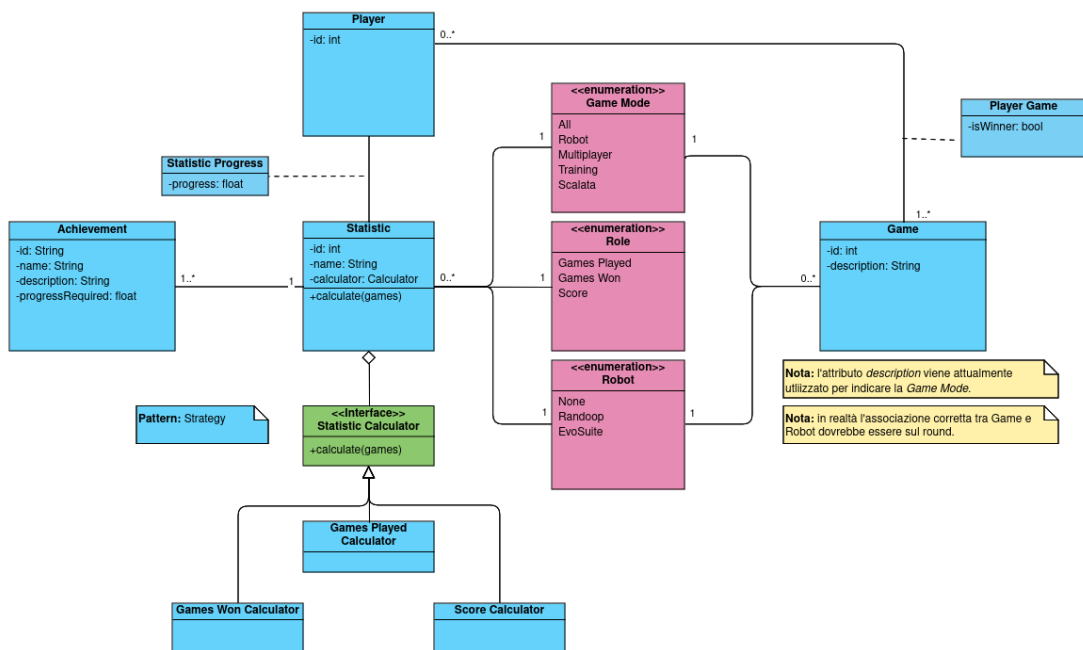 Player
-id: int
0..*
<<enumeration>>
Game Mode
All
Robot
Multiplayer
Training
Scalata
1
1
Player Game
-isWinner: bool
Statistic Progress
-progress: float
Achievement
-id: String
-name: String
-description: String
-progressRequired: float
1..*
1
Statistic
-id: int
-name: String
-calculator: Calculator
+calculate(games)
0..*
<<enumeration>>
Role
Games Played
Games Won
Score
1
1..*
Game
-id: int
-description: String
0..*
<<enumeration>>
Robot
None
Randoop
EvoSuite
1
1
Nota: l'attributo description viene attualmente
utliizzato per indicare la Game Mode.
Nota: in realtà l'associazione corretta tra Game e
Robot dovrebbe essere sul round.
Pattern: Strategy
<<Interface>>
Statistic Calculator
+calculate(games)
Games Played
Calculator
Games Won Calculator
Score Calculator